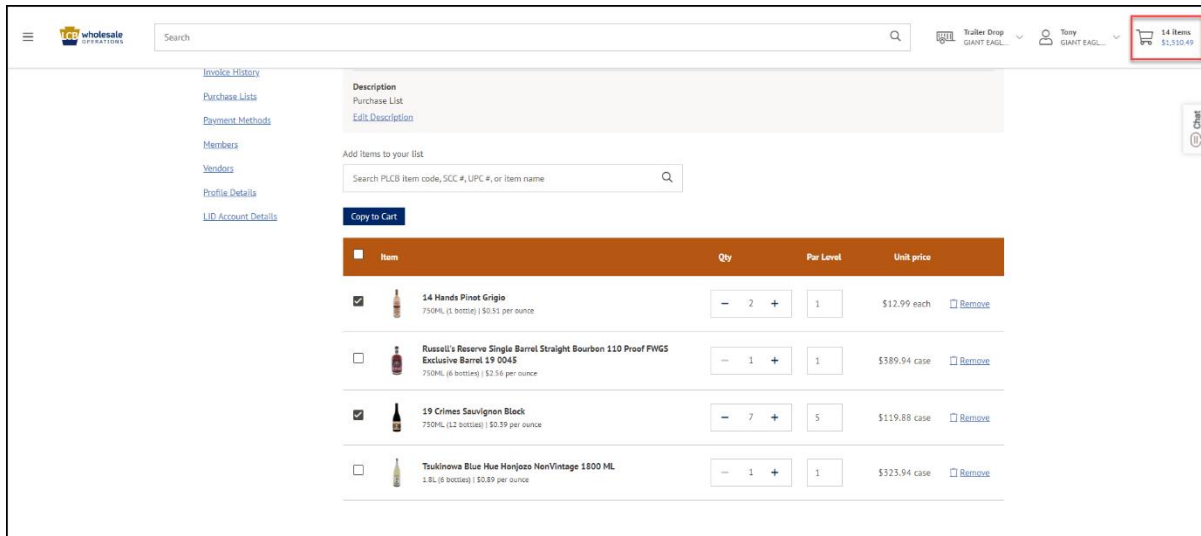 LCB wholesale
OPERATIONS
Search
Trailer Drop
GIANT EAGL...
Tony
GIANT EAGL...
14 items
$1,310.49
Invoice History
Purchase Lists
Payment Methods
Members
Vendors
Profile Details
LID Account Details
Description
Purchase List
Edit Description
Add items to your list
Search PLCB item code, SCC #, UPC #, or item name
Copy to Cart
Item Qty Par Level Unit price
14 Hands Pinot Grigio
750ML (1 bottle) | $0.51 per ounce
2 1 $12.99 each Remove
Russell's Reserve Single Barrel Straight Bourbon 110 Proof FWGS
Exclusive Barrel 19 0045
750ML (6 bottles) | $2.56 per ounce
1 1 $389.94 case Remove
19 Crimes Sauvignon Block
750ML (12 bottles) | $0.39 per ounce
7 5 $119.88 case Remove
Tsukinowa Blue Hue Honjozo NonVintage 1800 ML
1.8L (6 bottles) | $0.89 per ounce
1 1 $323.94 case Remove
Chat